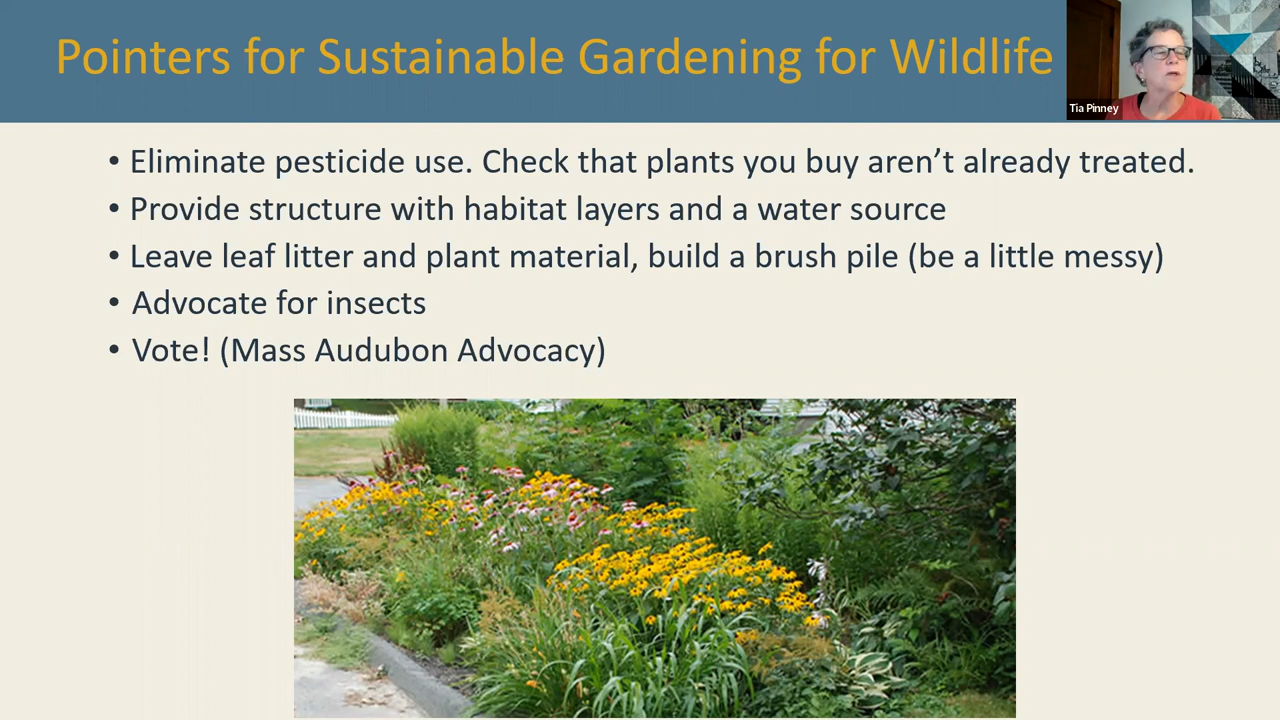 Pointers for Sustainable Gardening for Wildlife
Tia Pinney
• Eliminate pesticide use. Check that plants you buy aren’t already treated.
• Provide structure with habitat layers and a water source
• Leave leaf litter and plant material, build a brush pile (be a little messy)
• Advocate for insects
• Vote! (Mass Audubon Advocacy)